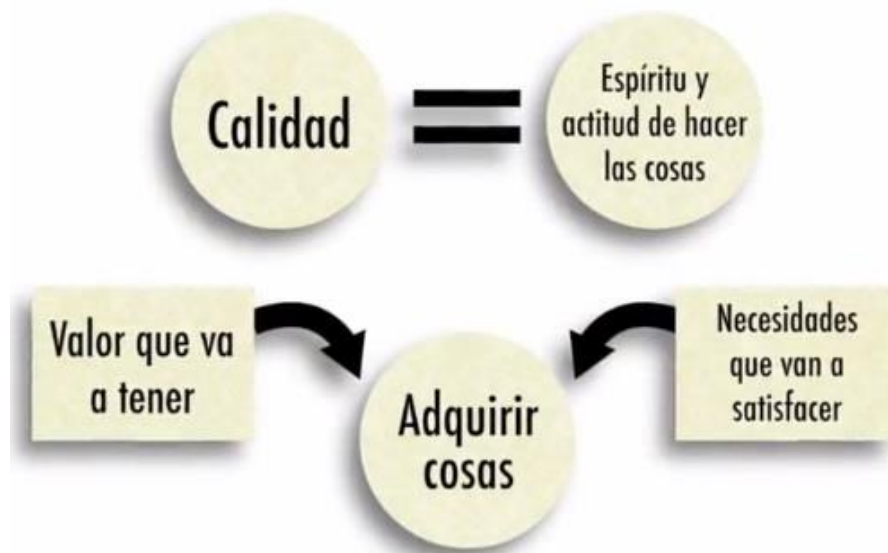 Calidad
Espíritu y
actitud de hacer
las cosas
Valor que va
a tener
Adquirir
cosas
Necesidades
que van a
satisfacer